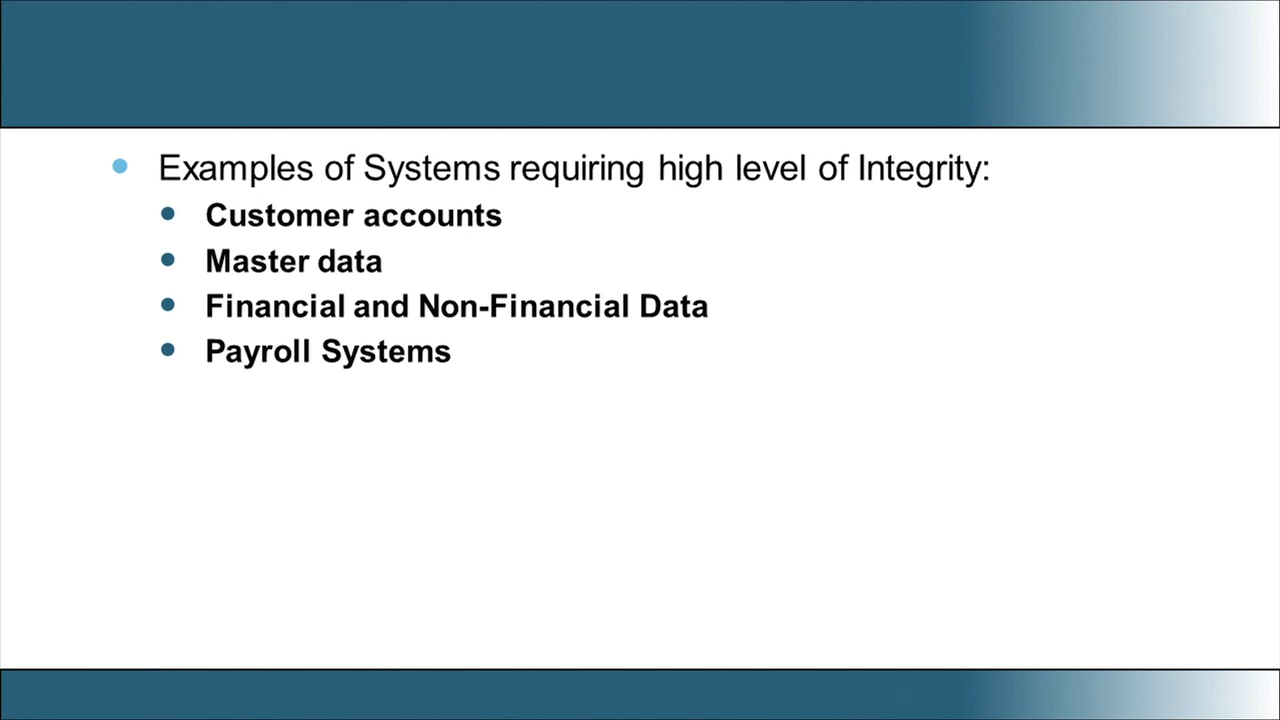 Examples of Systems requiring high level of Integrity:
Customer accounts
Master data
Financial and Non-Financial Data
Payroll Systems